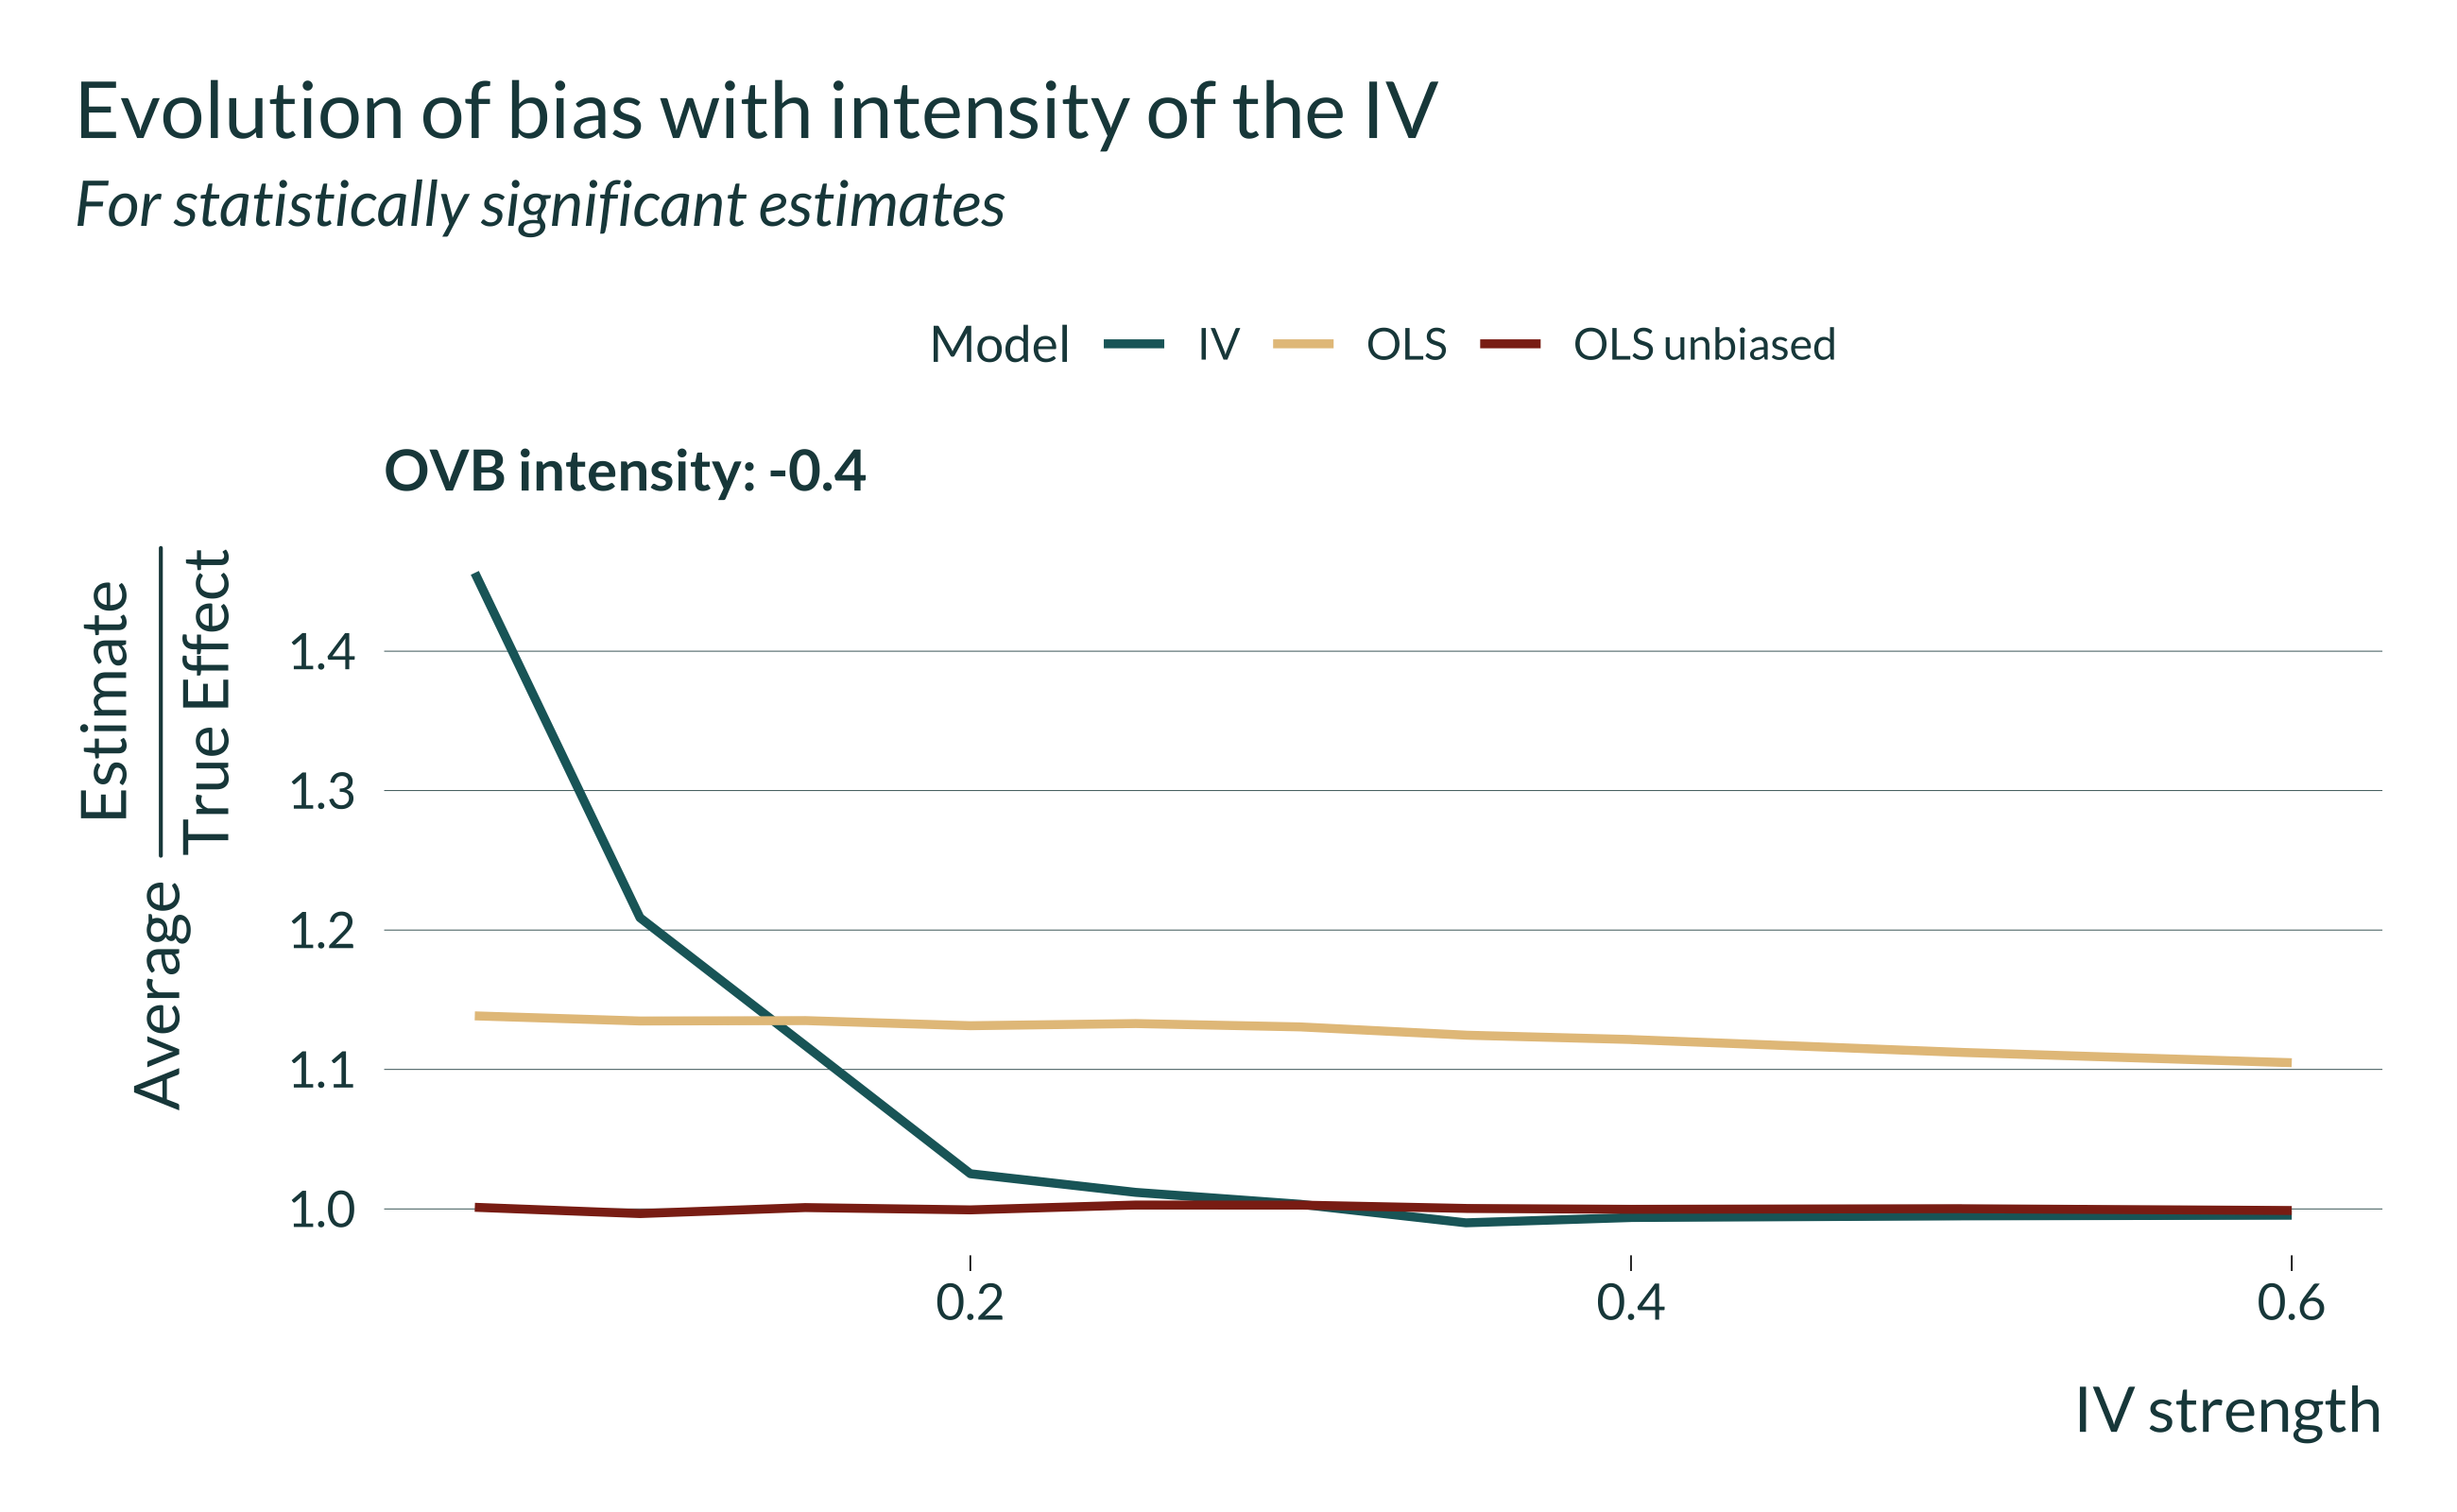 Evolution of bias with intensity of the IV
For statistically significant estimates
Model IV OLS OLS unbiased
OVB intensity: -0.4
Average Estimate
True Effect
1.4
1.3
1.2
1.1
1.0
0.2 0.4 0.6
IV strength